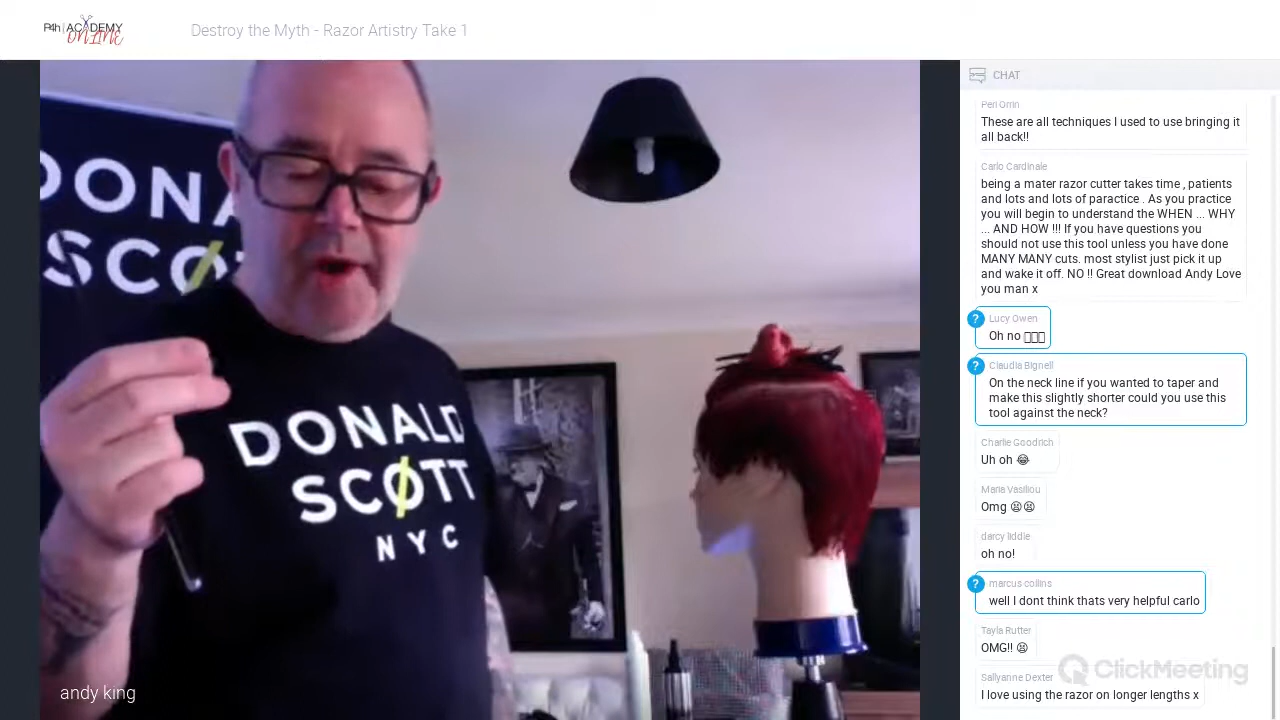 P4h ACADEMY
onLINE
Destroy the Myth - Razor Artistry Take 1
CHAT
DONA
SCØ
DONALD
SCØTT
NYC
andy king
Peri Orrin
These are all techniques I used to use bringing it
all back!!
Carlo Cardinale
being a mater razor cutter takes time , patients
and lots and lots of paractice . As you practice
you will begin to understand the WHEN ... WHY
... AND HOW !!! If you have questions you
should not use this tool unless you have done
MANY MANY cuts. most stylist just pick it up
and wake it off. NO !! Great download Andy Love
you man x
Lucy Owen
Oh no
Claudia Bignell
On the neck line if you wanted to taper and
make this slightly shorter could you use this
tool against the neck?
Charlie Goodrich
Uh oh 😂
Maria Vasiliou
Omg 😫😫
darcy liddle
oh no!
marcus collins
well I dont think thats very helpful carlo
Tayla Rutter
OMG!! 😫
ClickMeeting
Sallyanne Dexter
I love using the razor on longer lengths x